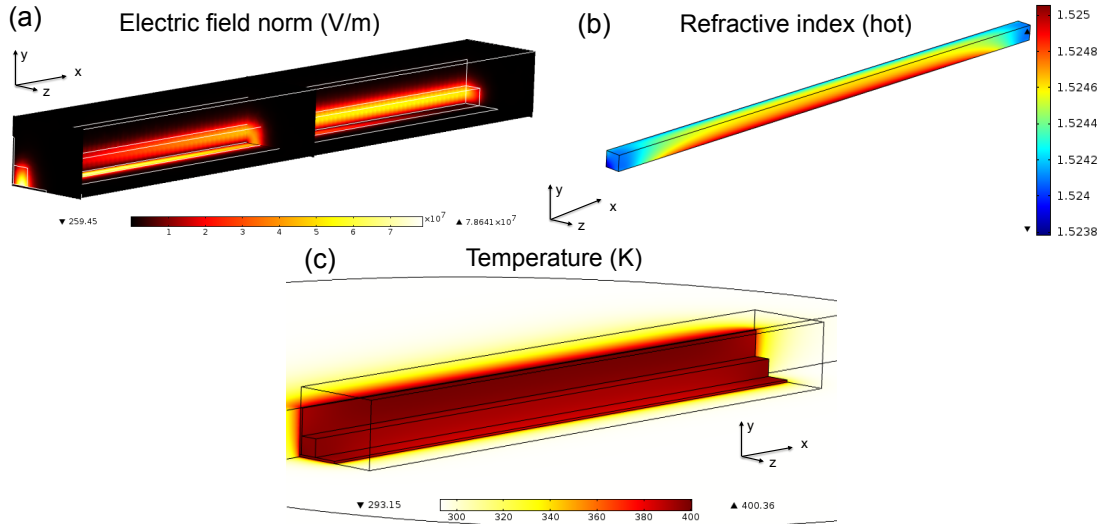 (a)
Electric field norm (V/m)
y
x
z
▼ 259.45
1 2 3 4 5 6 7
×10⁷
▲ 7.8641×10⁷
(b)
Refractive index (hot)
y
x
z
1.525
1.5248
1.5246
1.5244
1.5242
1.524
1.5238
(c)
Temperature (K)
y
x
z
▼ 293.15
300 320 340 360 380 400
▲ 400.36